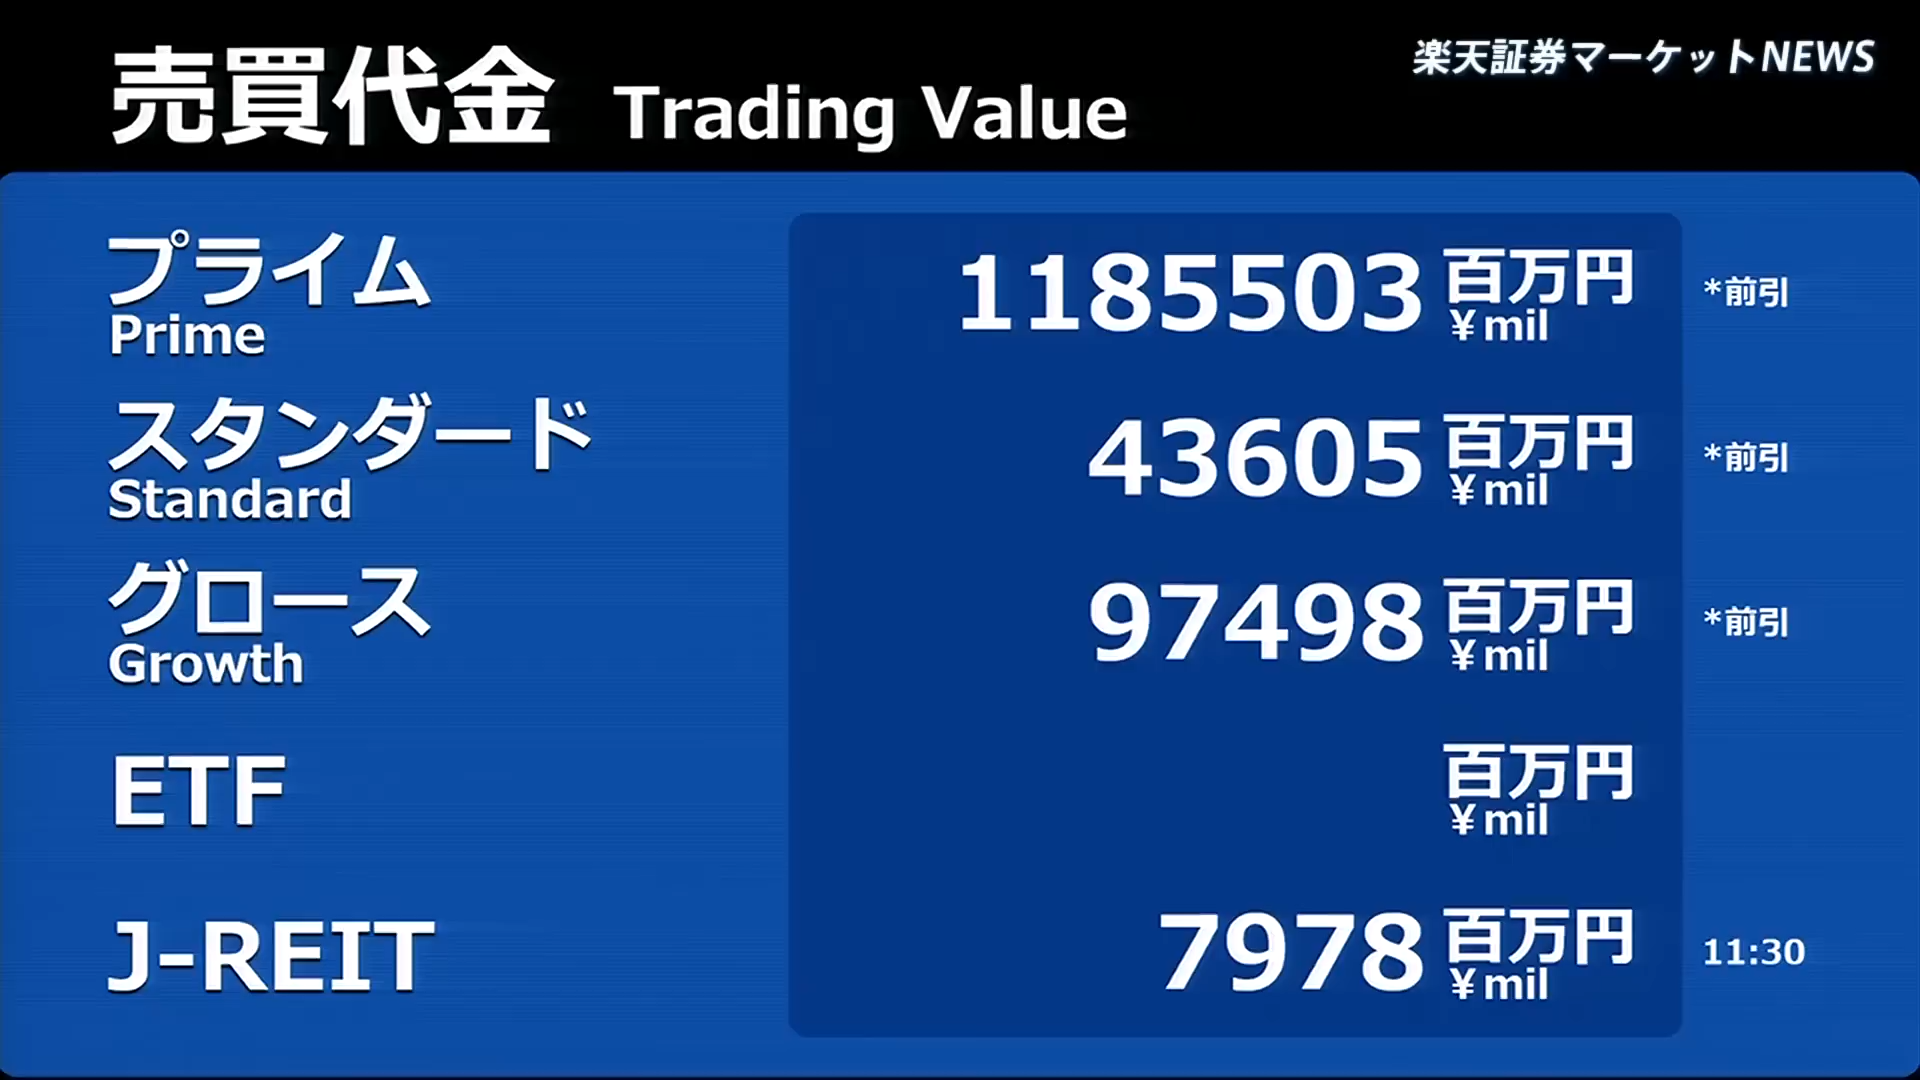 売買代金 Trading Value
楽天証券マーケットNEWS
プライム
Prime
1185503 百万円
¥mil
*前引
スタンダード
Standard
43605 百万円
¥mil
*前引
グロース
Growth
97498 百万円
¥mil
*前引
ETF
百万円
¥mil
J-REIT
7978 百万円
¥mil
11:30